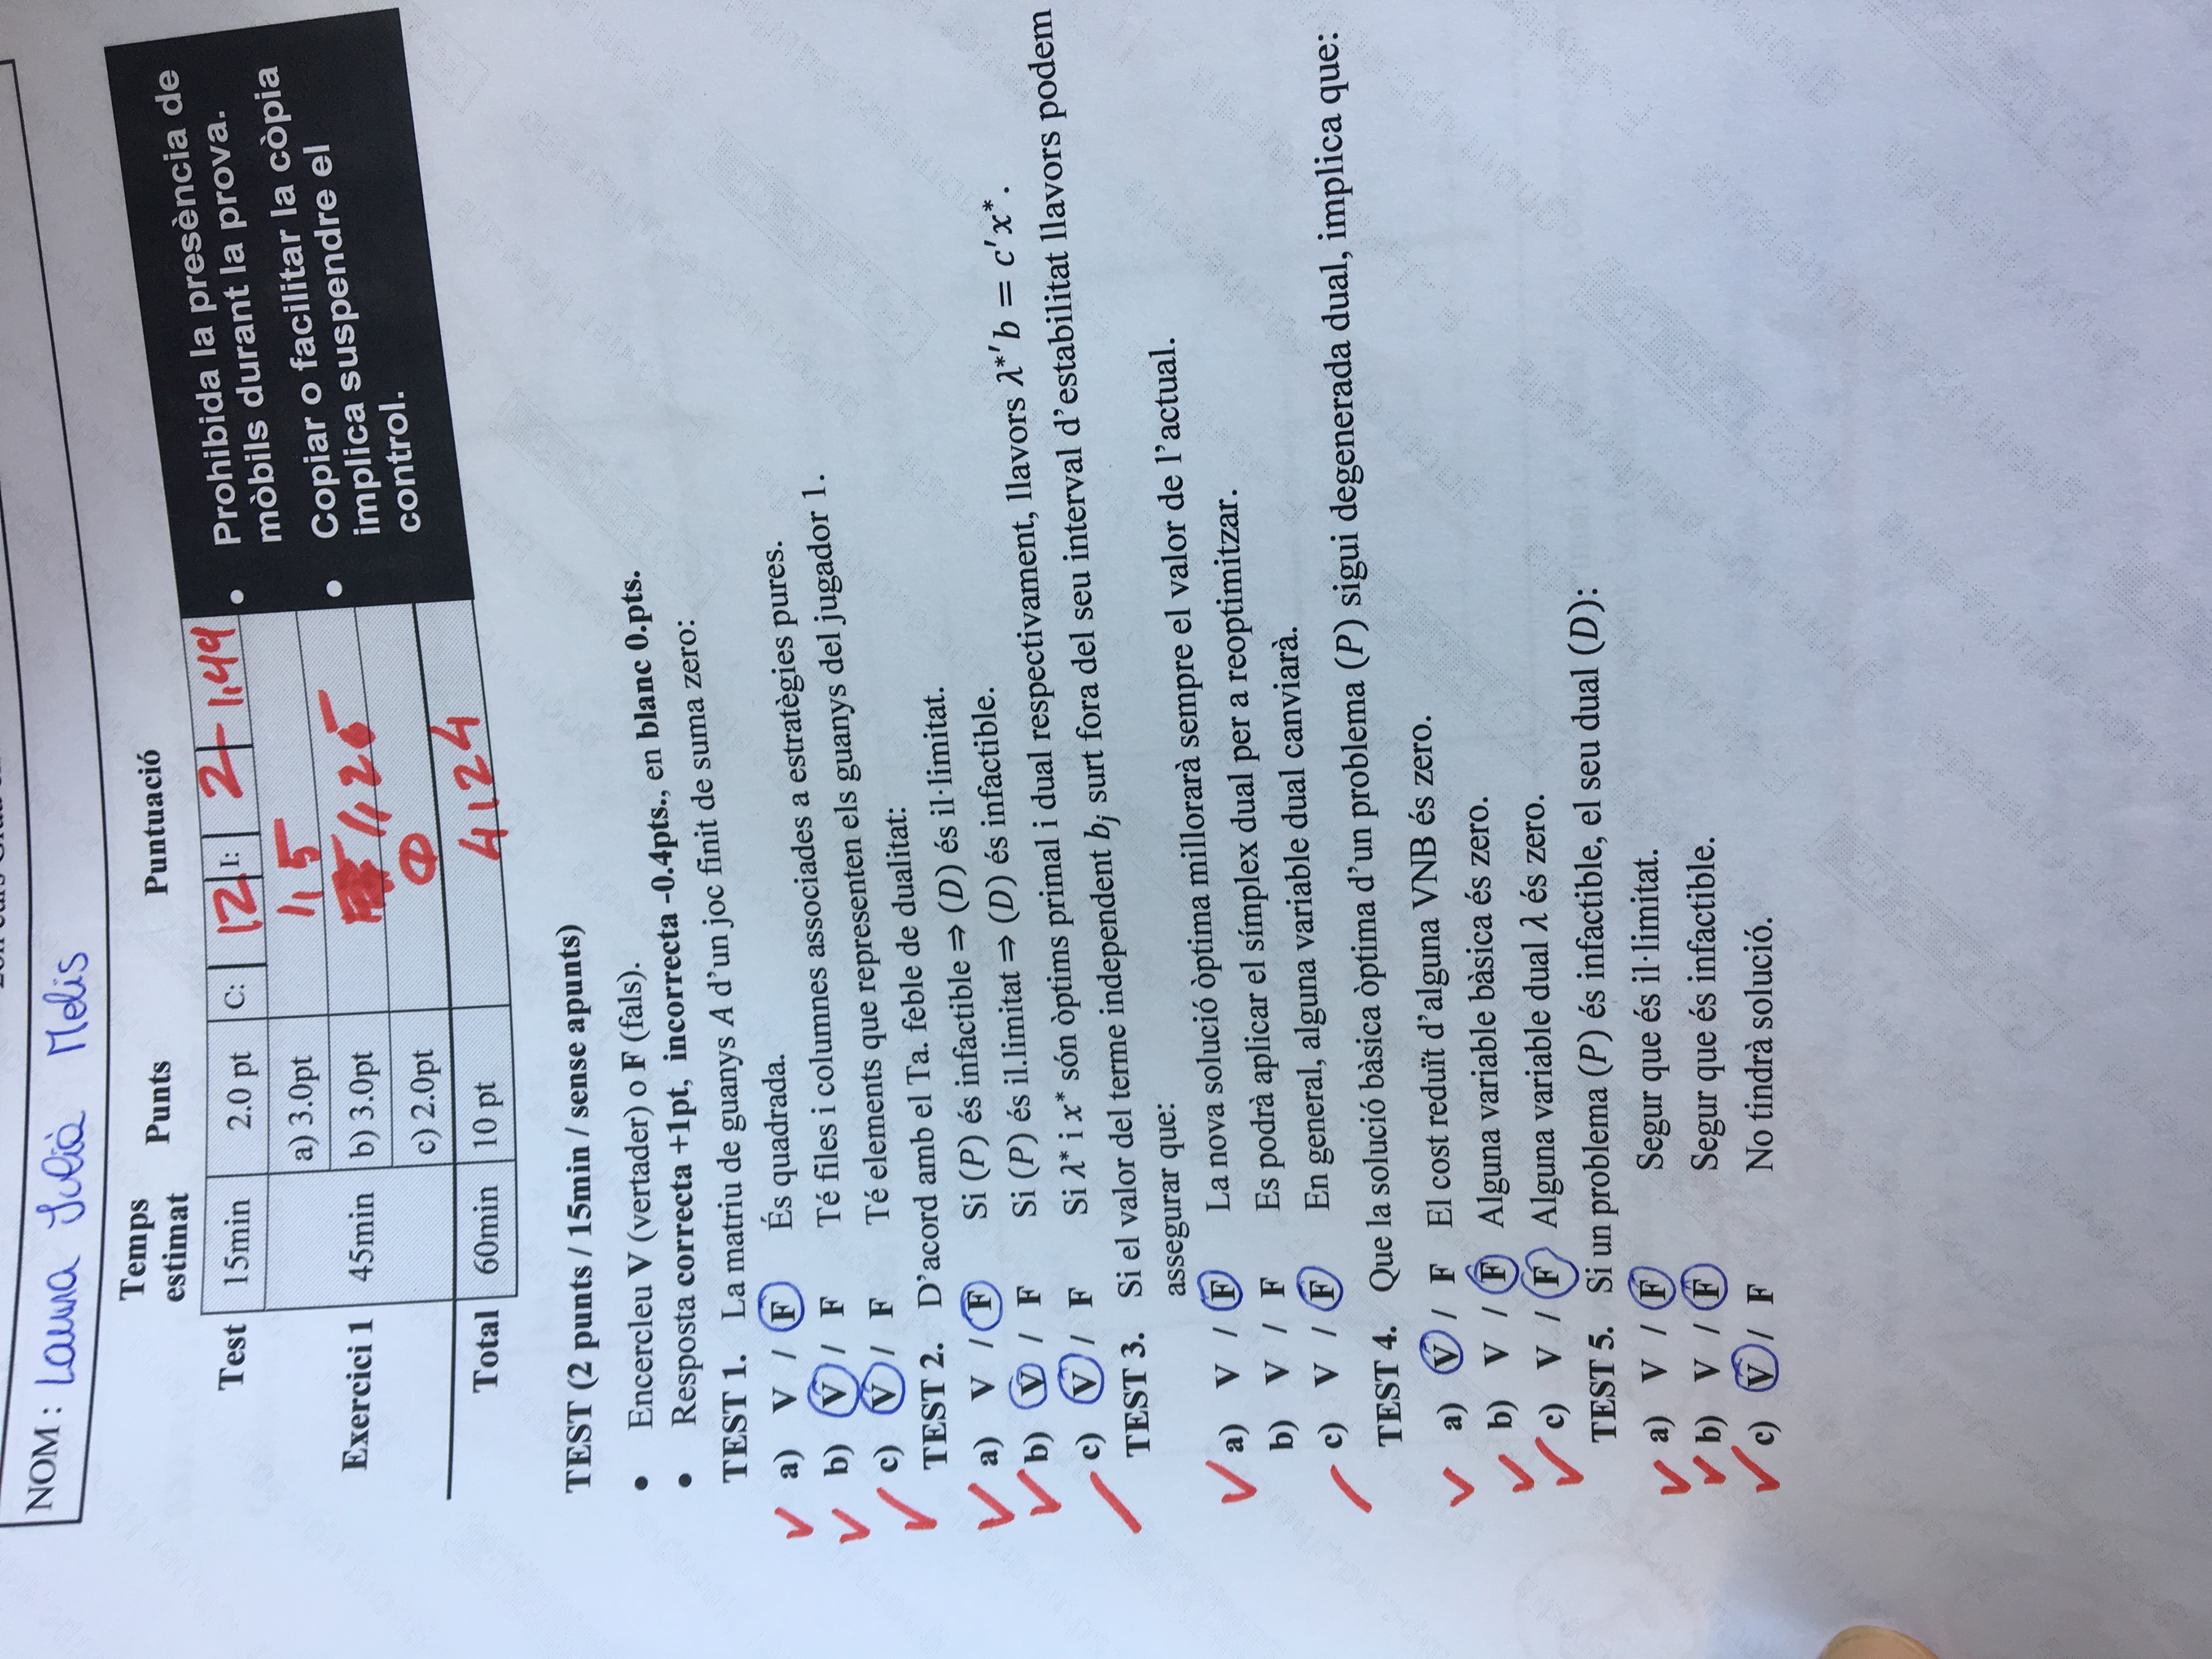 NOM: Laura Julià Melis
Temps estimat Punts Puntuació
Test 15min 2.0 pt C: 12 I: 2 1,49
Exercici 1 45min a) 3.0pt 1,5
b) 3.0pt 1,25
c) 2.0pt 0
Total 60min 10 pt 4,24
• Prohibida la presència de
mòbils durant la prova.
• Copiar o facilitar la còpia
implica suspendre el
control.
TEST (2 punts / 15min / sense apunts)
• Encercleu V (vertader) o F (fals).
• Resposta correcta +1pt, incorrecta -0.4pts., en blanc 0.pts.
TEST 1. La matriu de guanys A d’un joc finit de suma zero:
a) V / F És quadrada.
b) V / F Té files i columnes associades a estratègies pures.
c) V / F Té elements que representen els guanys del jugador 1.
TEST 2. D’acord amb el Ta. feble de dualitat:
a) V / F Si (P) és infactible ⇒ (D) és il·limitat.
b) V / F Si (P) és il.limitat ⇒ (D) és infactible.
c) V / F Si λ* i x* són òptims primal i dual respectivament, llavors λ*′b = c′x*.
TEST 3. Si el valor del terme independent bj surt fora del seu interval d’estabilitat llavors podem
assegurar que:
a) V / F La nova solució òptima millorarà sempre el valor de l’actual.
b) V / F Es podrà aplicar el símplex dual per a reoptimitzar.
c) V / F En general, alguna variable dual canviarà.
TEST 4. Que la solució bàsica òptima d’un problema (P) sigui degenerada dual, implica que:
a) V / F El cost reduït d’alguna VNB és zero.
b) V / F Alguna variable bàsica és zero.
c) V / F Alguna variable dual λ és zero.
TEST 5. Si un problema (P) és infactible, el seu dual (D):
a) V / F Segur que és il·limitat.
b) V / F Segur que és infactible.
c) V / F No tindrà solució.